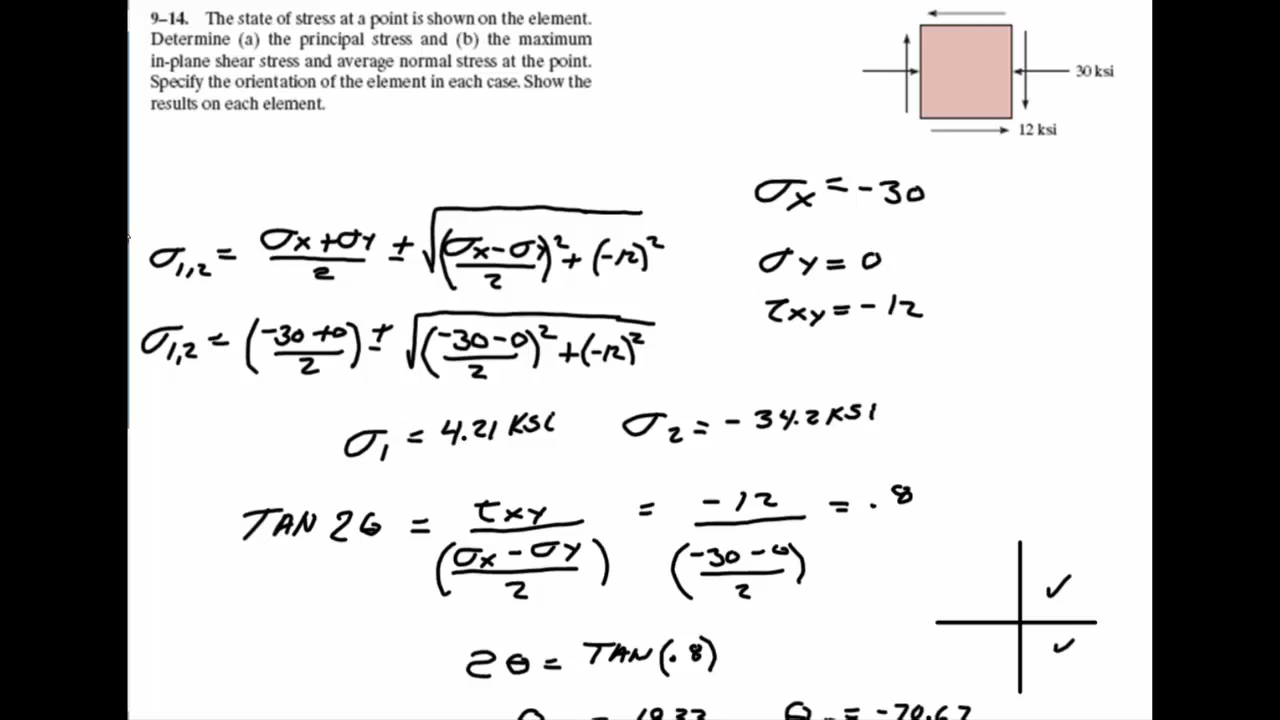 9–14. The state of stress at a point is shown on the element.
Determine (a) the principal stress and (b) the maximum
in-plane shear stress and average normal stress at the point.
Specify the orientation of the element in each case. Show the
results on each element.
30 ksi
12 ksi
σx = -30
σy = 0
τxy = -12
σ1,2 = σx+σy/2 ± √(σx-σy/2)² + (-12)²
σ1,2 = (-30+0/2) ± √(-30-0/2)² + (-12)²
σ1 = 4.21 KSI σ2 = -34.2 KSI
TAN 2θ = τxy/(σx - σy/2) = -12/(-30-0/2) = .8
2θ = TAN(.8)
= -70.67